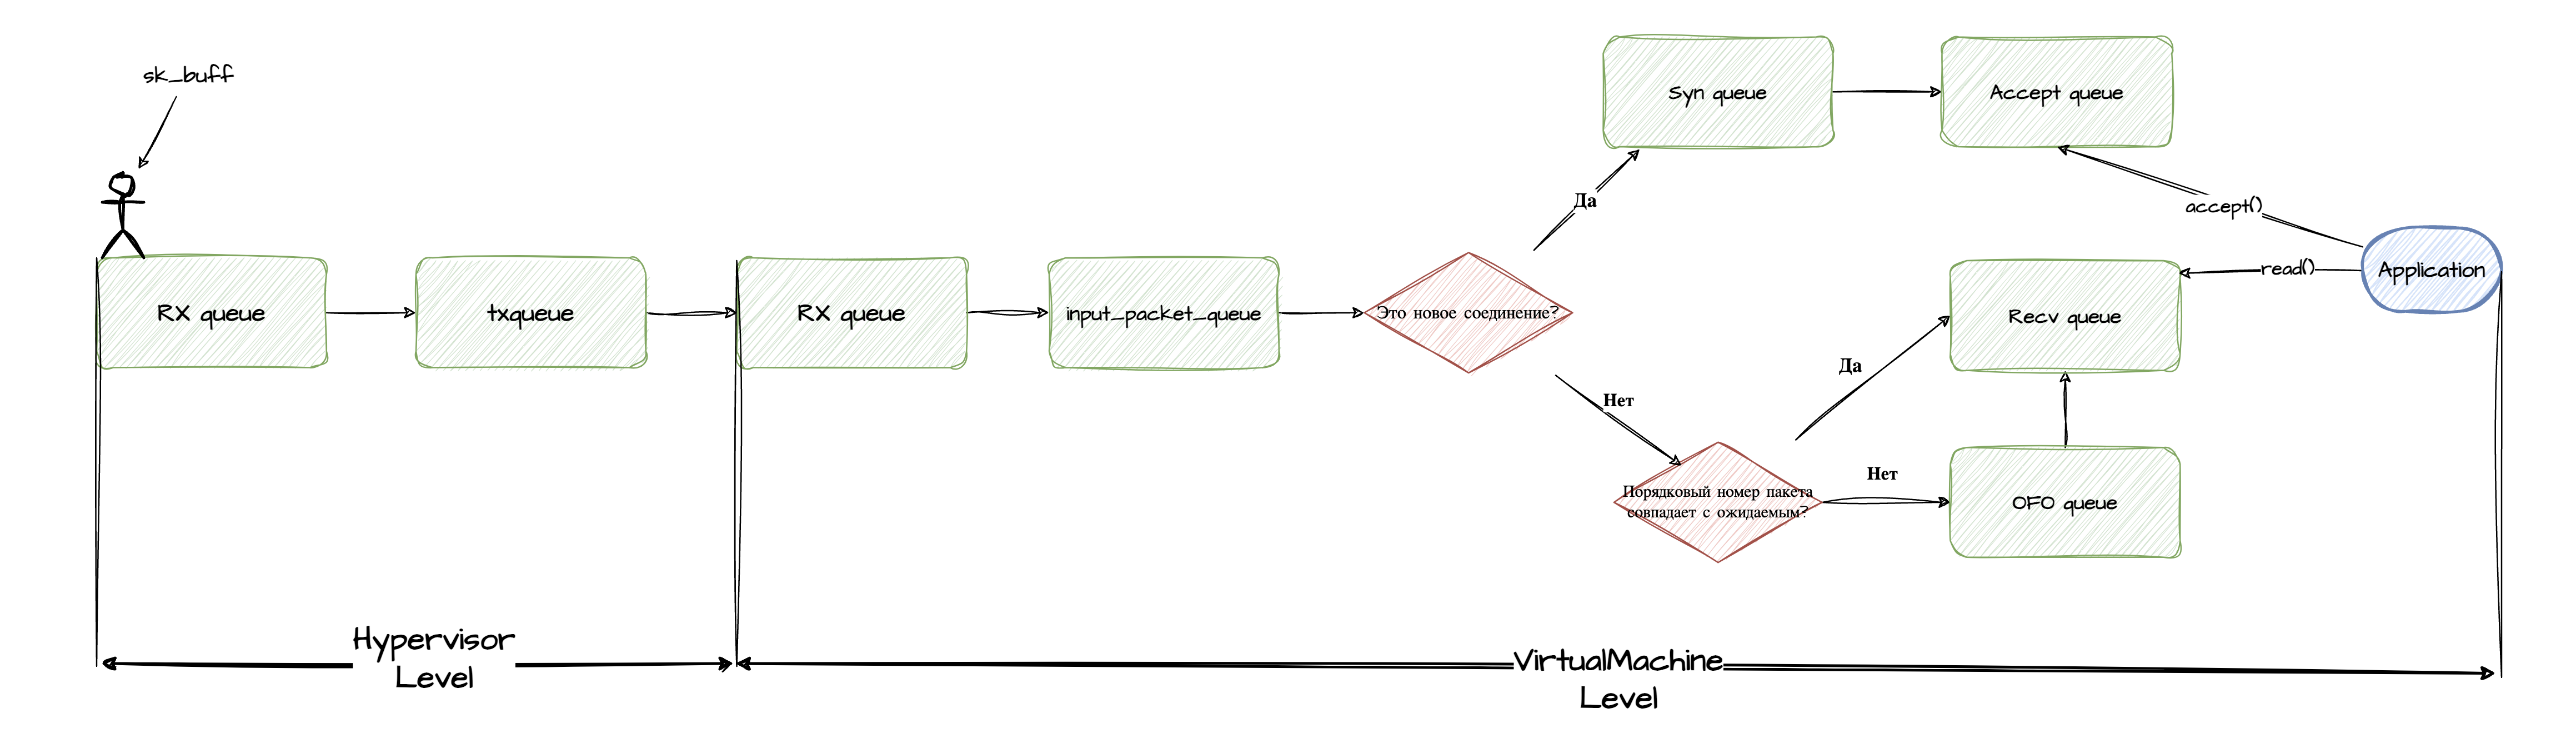 sk_buff
RX queue
txqueue
RX queue
input_packet_queue
Это новое соединение?
Да
Syn queue
Accept queue
accept()
Application
read()
Recv queue
Да
Нет
Порядковый номер пакета
совпадает с ожидаемым?
Нет
OFO queue
Hypervisor
Level
VirtualMachine
Level